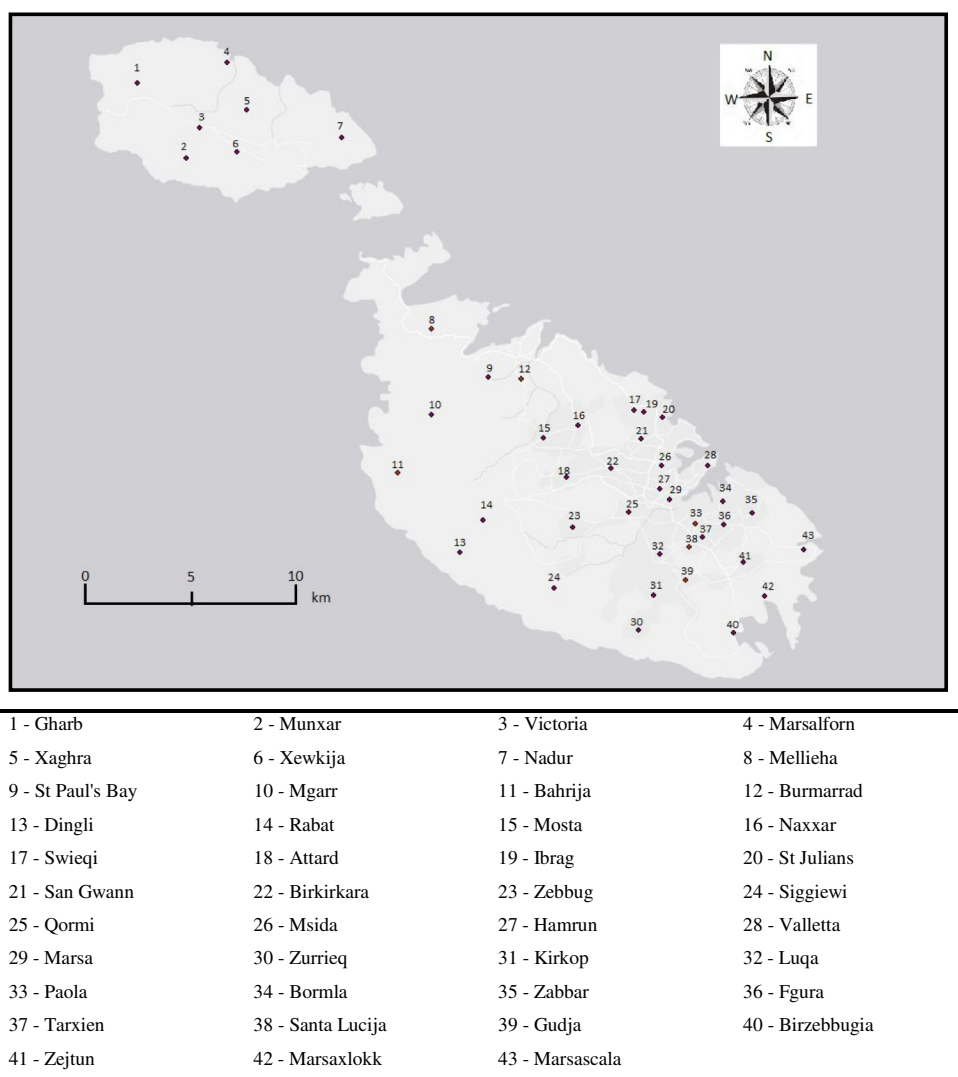 N
W E
S
4
1
5
3
7
2 6
8
9 12
10
17 19 20
16
15 21
11 18 22 26 28
27 29 34
14 25 35
23 33 36
37
13 32 38 43
41
24 39
31 42
30 40
0 5 10
km
1 - Gharb 2 - Munxar 3 - Victoria 4 - Marsalforn
5 - Xaghra 6 - Xewkija 7 - Nadur 8 - Mellieha
9 - St Paul's Bay 10 - Mgarr 11 - Bahrija 12 - Burmarrad
13 - Dingli 14 - Rabat 15 - Mosta 16 - Naxxar
17 - Swieqi 18 - Attard 19 - Ibrag 20 - St Julians
21 - San Gwann 22 - Birkirkara 23 - Zebbug 24 - Siggiewi
25 - Qormi 26 - Msida 27 - Hamrun 28 - Valletta
29 - Marsa 30 - Zurrieq 31 - Kirkop 32 - Luqa
33 - Paola 34 - Bormla 35 - Zabbar 36 - Fgura
37 - Tarxien 38 - Santa Lucija 39 - Gudja 40 - Birzebbugia
41 - Zejtun 42 - Marsaxlokk 43 - Marsascala